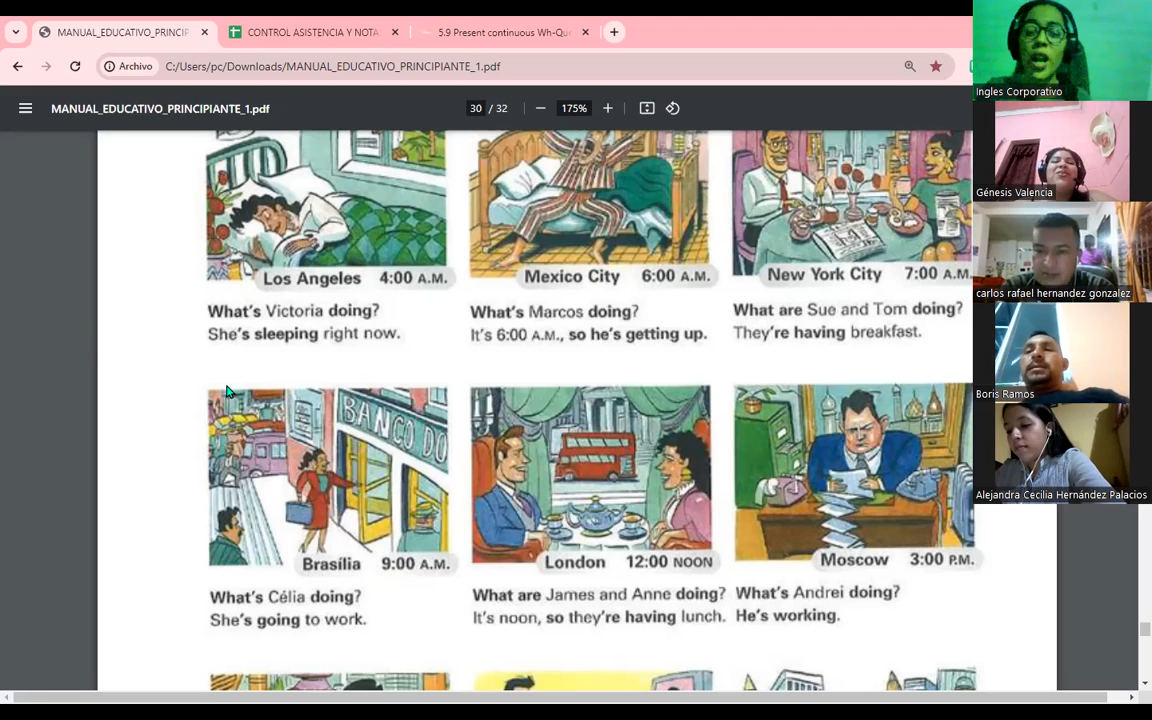 MANUAL_EDUCATIVO_PRINCIP
CONTROL ASISTENCIA Y NOTA
5.9 Present continuous Wh-Que
Archivo
C:/Users/pc/Downloads/MANUAL_EDUCATIVO_PRINCIPIANTE_1.pdf
MANUAL_EDUCATIVO_PRINCIPIANTE_1.pdf
30 / 32
175%
Ingles Corporativo
Génesis Valencia
carlos rafael hernandez gonzalez
Boris Ramos
Alejandra Cecilia Hernández Palacios
Los Angeles 4:00 A.M.
Mexico City 6:00 A.M.
New York City 7:00 A.M.
What's Victoria doing?
She's sleeping right now.
What's Marcos doing?
It's 6:00 A.M., so he's getting up.
What are Sue and Tom doing?
They're having breakfast.
BANCO DO
Brasília 9:00 A.M.
London 12:00 NOON
Moscow 3:00 P.M.
What's Célia doing?
She's going to work.
What are James and Anne doing?
It's noon, so they're having lunch.
What's Andrei doing?
He's working.